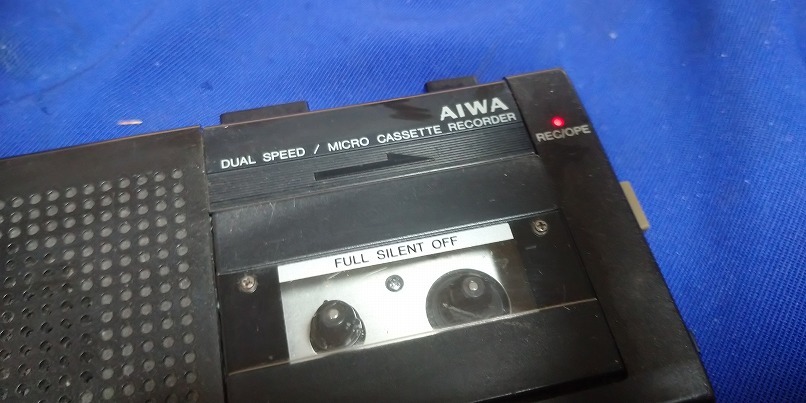 AIWA
DUAL SPEED / MICRO CASSETTE RECORDER
REC/OPE
FULL SILENT OFF